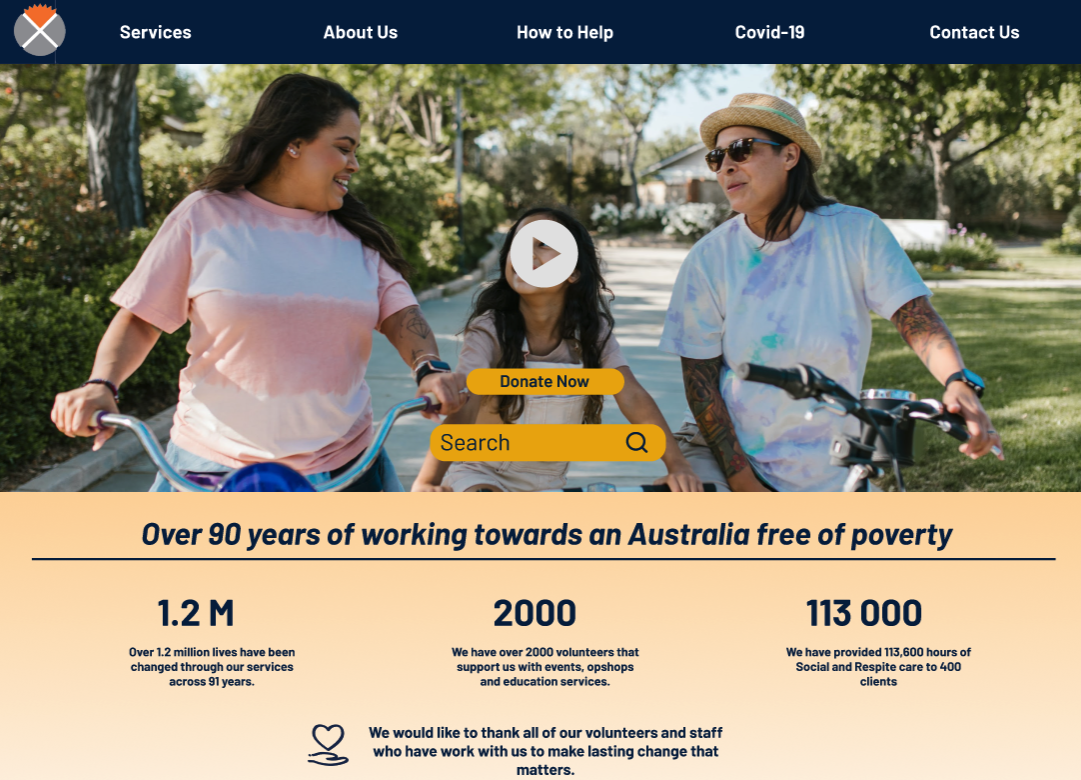 Services About Us How to Help Covid-19 Contact Us
Donate Now
Search
Over 90 years of working towards an Australia free of poverty
1.2 M 2000 113 000
Over 1.2 million lives have been
changed through our services
across 91 years.
We have over 2000 volunteers that
support us with events, opshops
and education services.
We have provided 113,600 hours of
Social and Respite care to 400
clients
We would like to thank all of our volunteers and staff
who have work with us to make lasting change that
matters.